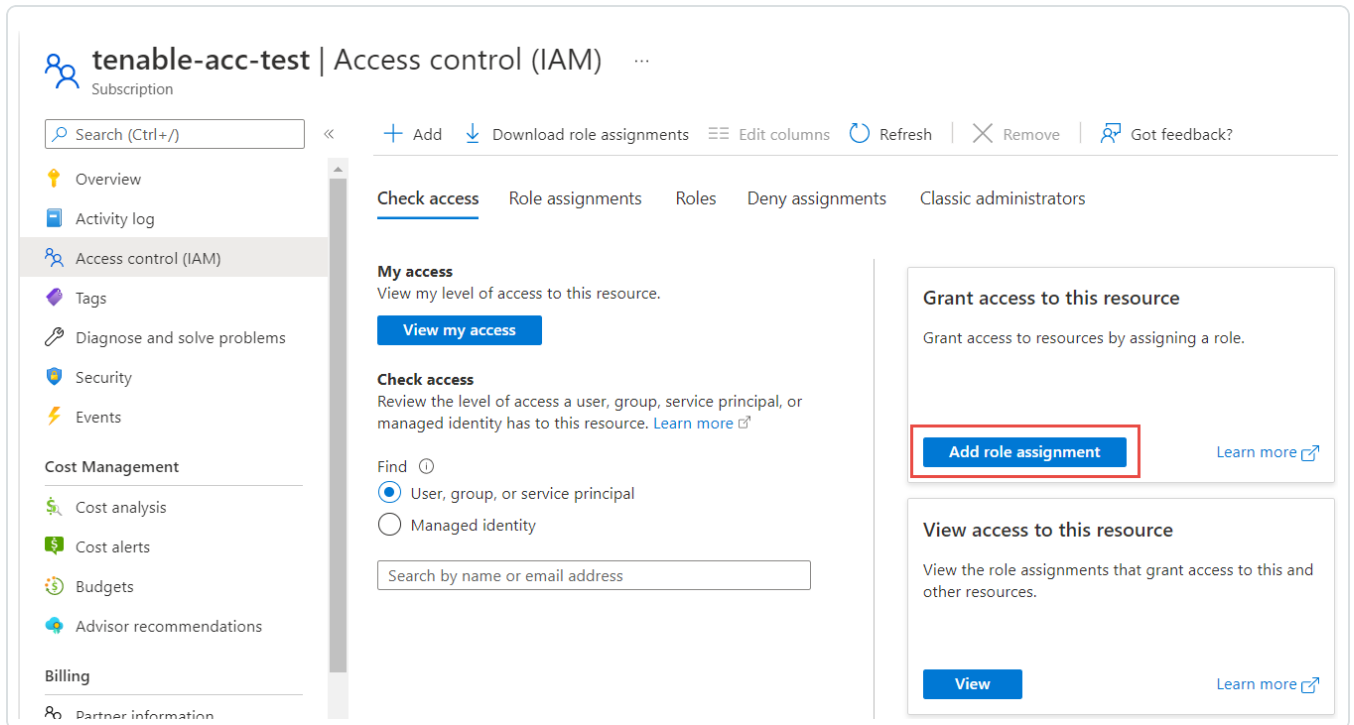 tenable-acc-test | Access control (IAM) ...
Subscription
Search (Ctrl+/)
«
Overview
Activity log
Access control (IAM)
Tags
Diagnose and solve problems
Security
Events
Cost Management
Cost analysis
Cost alerts
Budgets
Advisor recommendations
Billing
Partner information
Add Download role assignments Edit columns Refresh Remove Got feedback?
Check access Role assignments Roles Deny assignments Classic administrators
My access
View my level of access to this resource.
View my access
Check access
Review the level of access a user, group, service principal, or
managed identity has to this resource. Learn more
Find
User, group, or service principal
Managed identity
Search by name or email address
Grant access to this resource
Grant access to resources by assigning a role.
Add role assignment Learn more
View access to this resource
View the role assignments that grant access to this and
other resources.
View Learn more